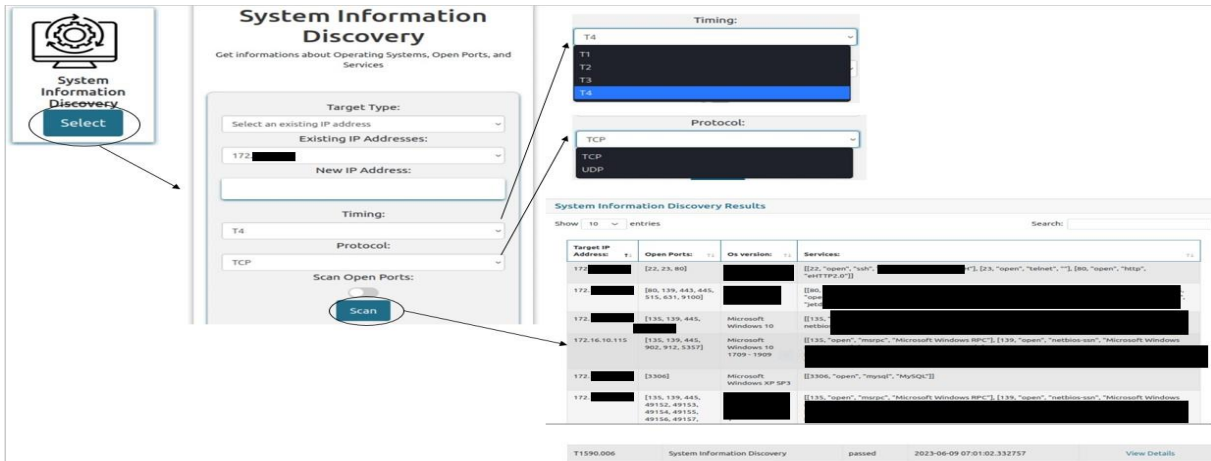 System
Information
Discovery
Select
System Information
Discovery
Get informations about Operating Systems, Open Ports, and
Services
Target Type:
Select an existing IP address
Existing IP Addresses:
172.
New IP Address:
Timing:
T4
Protocol:
TCP
Scan Open Ports:
Scan
Timing:
T4
T1
T2
T3
T4
Protocol:
TCP
TCP
UDP
System Information Discovery Results
Show 10 entries Search:
Target IP
Address: Open Ports: Os version: Services:
172 [22, 23, 80] [[22, "open", "ssh", "], [23, "open", "telnet", ""], [80, "open", "http",
"eHTTP2.0"]]
172. [80, 139, 443, 445,
515, 631, 9100] [[80,
"ope
"jetd
172. [135, 139, 445, Microsoft
Windows 10 [[135, "
netbios
172.16.10.115 [135, 139, 445,
902, 912, 5357] Microsoft
Windows 10
1709 - 1909 [[135, "open", "msrpc", "Microsoft Windows RPC"], [139, "open", "netbios-ssn", "Microsoft Windows
172. [3306] Microsoft
Windows XP SP3 [[3306, "open", "mysql", "MySQL"]]
172. [135, 139, 445,
49152, 49153,
49154, 49155,
49156, 49157, [[135, "open", "msrpc", "Microsoft Windows RPC"], [139, "open", "netbios-ssn", "Microsoft Windows
T1590.006 System Information Discovery passed 2023-06-09 07:01:02.332757 View Details